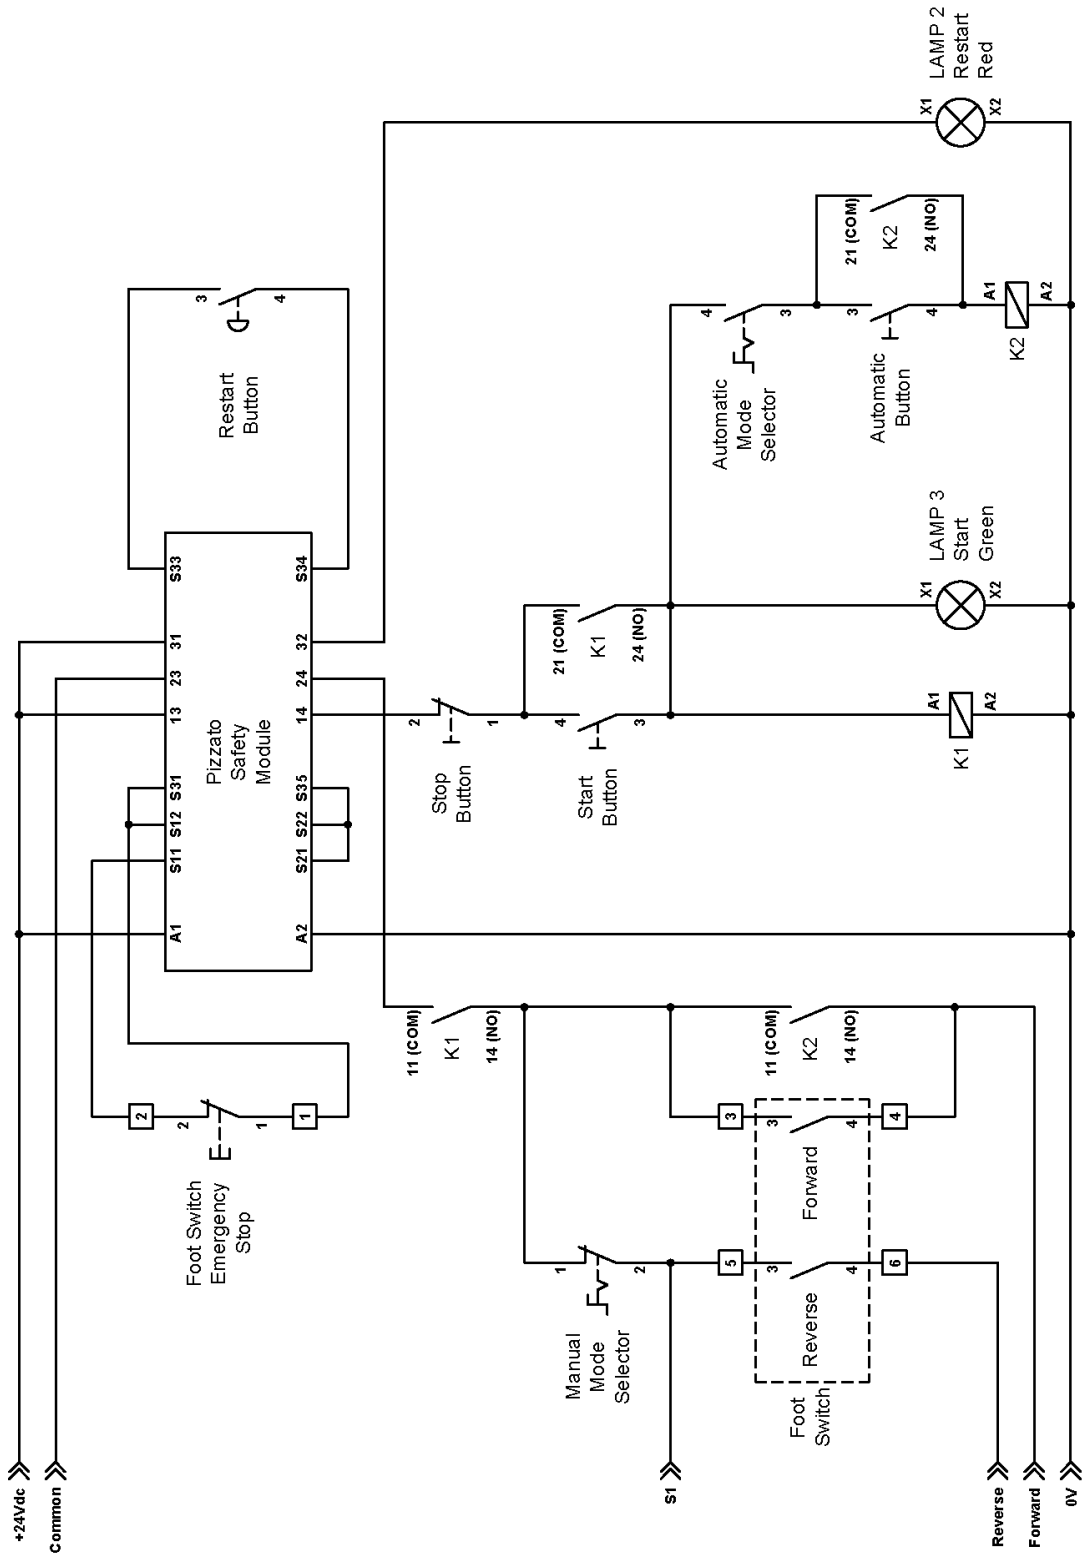 +24Vdc
Common
S1
Reverse
Forward
0V
Foot Switch
Emergency
Stop
2
2
1
1
A1
S11
S12
S31
13
23
31
S33
Pizzato
Safety
Module
A2
S21
S22
S35
14
24
32
S34
Restart
Button
3
4
LAMP 2
Restart
Red
X1
X2
Stop
Button
2
1
Start
Button
4
3
21 (COM)
K1
24 (NO)
K1
A1
A2
LAMP 3
Start
Green
X1
X2
Automatic
Mode
Selector
4
3
Automatic
Button
3
4
21 (COM)
K2
24 (NO)
K2
A1
A2
11 (COM)
K1
14 (NO)
11 (COM)
K2
14 (NO)
Manual
Mode
Selector
1
2
5
3
Reverse
4
6
3
3
Forward
4
4
Foot
Switch